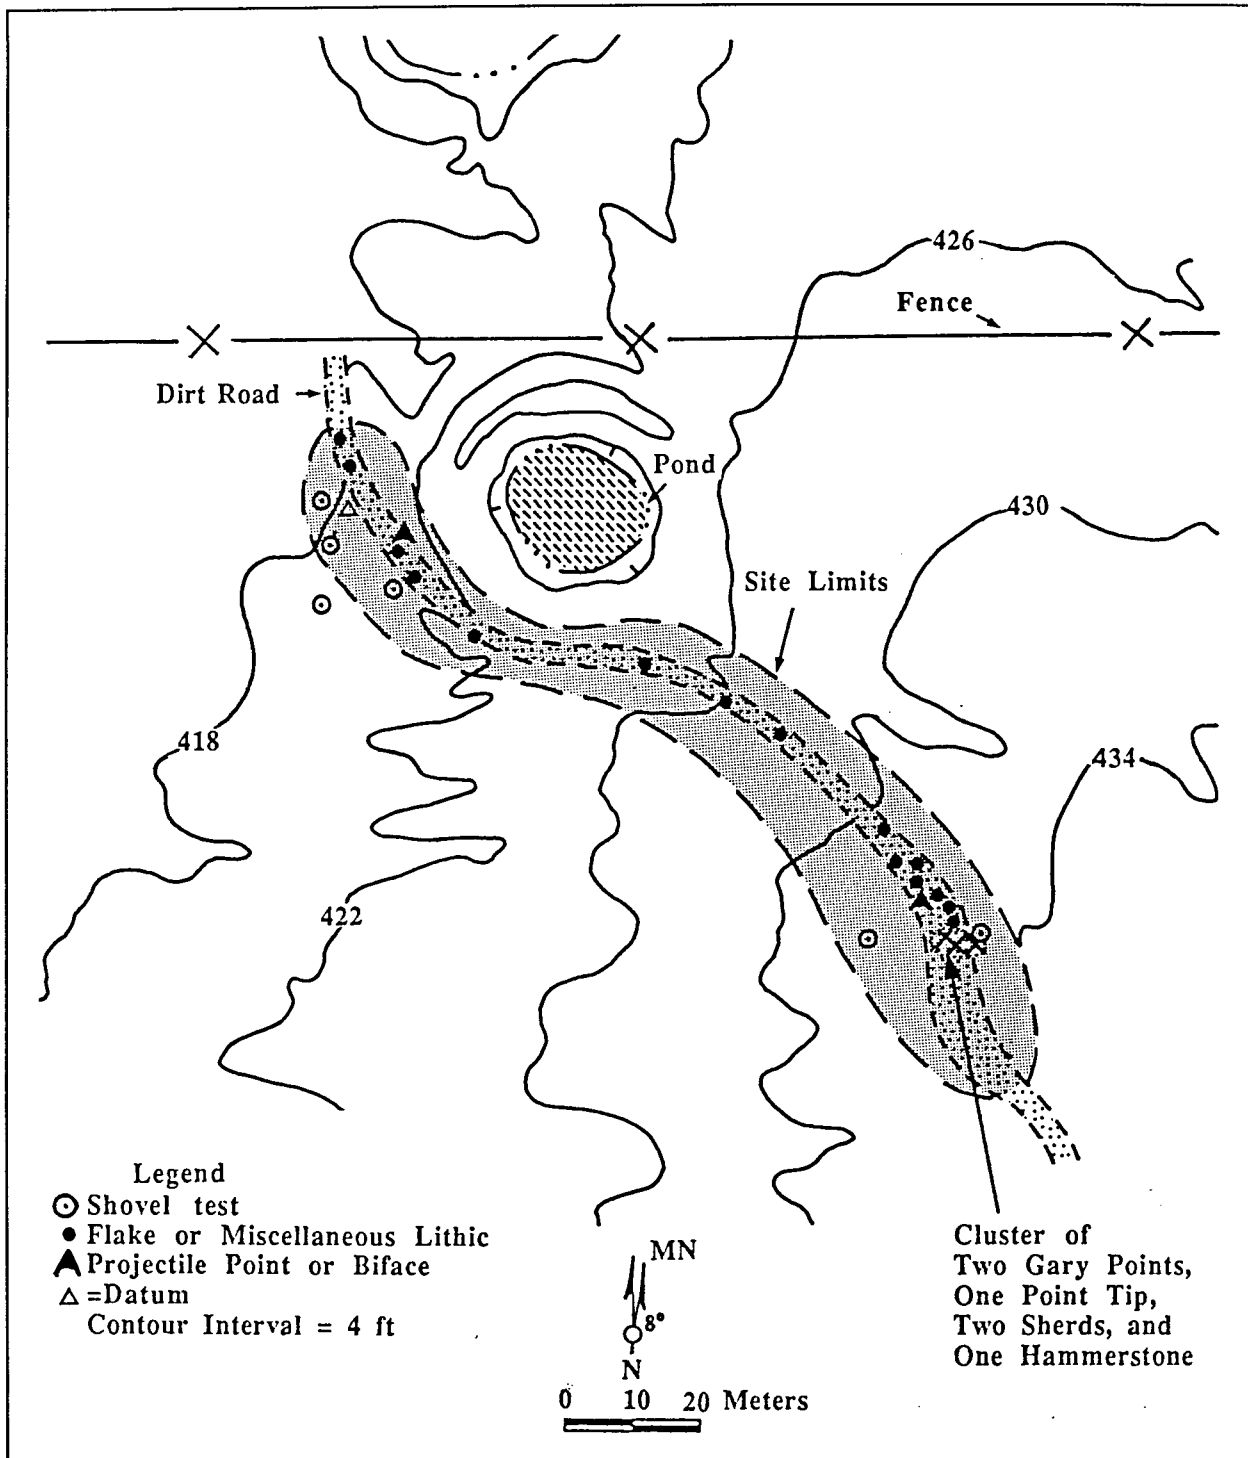 426
Fence
Dirt Road
Pond
430
Site Limits
418
434
422
Legend
Shovel test
Flake or Miscellaneous Lithic
Projectile Point or Biface
=Datum
Contour Interval = 4 ft
MN
8°
N
0 10 20 Meters
Cluster of
Two Gary Points,
One Point Tip,
Two Sherds, and
One Hammerstone